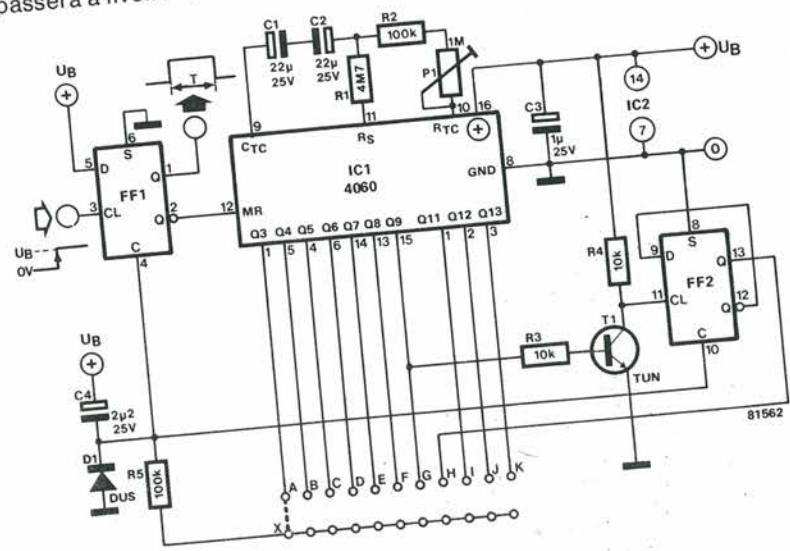 passera à
C1
C2
R2
100k
1M
22µ
25V
22µ
25V
4M7
R1
P1
UB
+
T
UB
+
14
IC2
7
C3
1µ
25V
0
9
CTC
11
RS
10
RTC
16
+
IC1
4060
GND
8
12
MR
Q3 Q4 Q5 Q6 Q7 Q8 Q9 Q11 Q12 Q13
1 5 4 6 14 13 15 1 2 3
6
S
5
D
Q
1
FF1
3
CL
Q
2
C
4
UB
0V
R4
10k
8
S
9
D
Q
13
FF2
11
CL
Q
12
C
10
T1
TUN
R3
10k
81562
UB
+
C4
2µ2
25V
D1
DUS
R5
100k
A B C D E F G H I J K
X